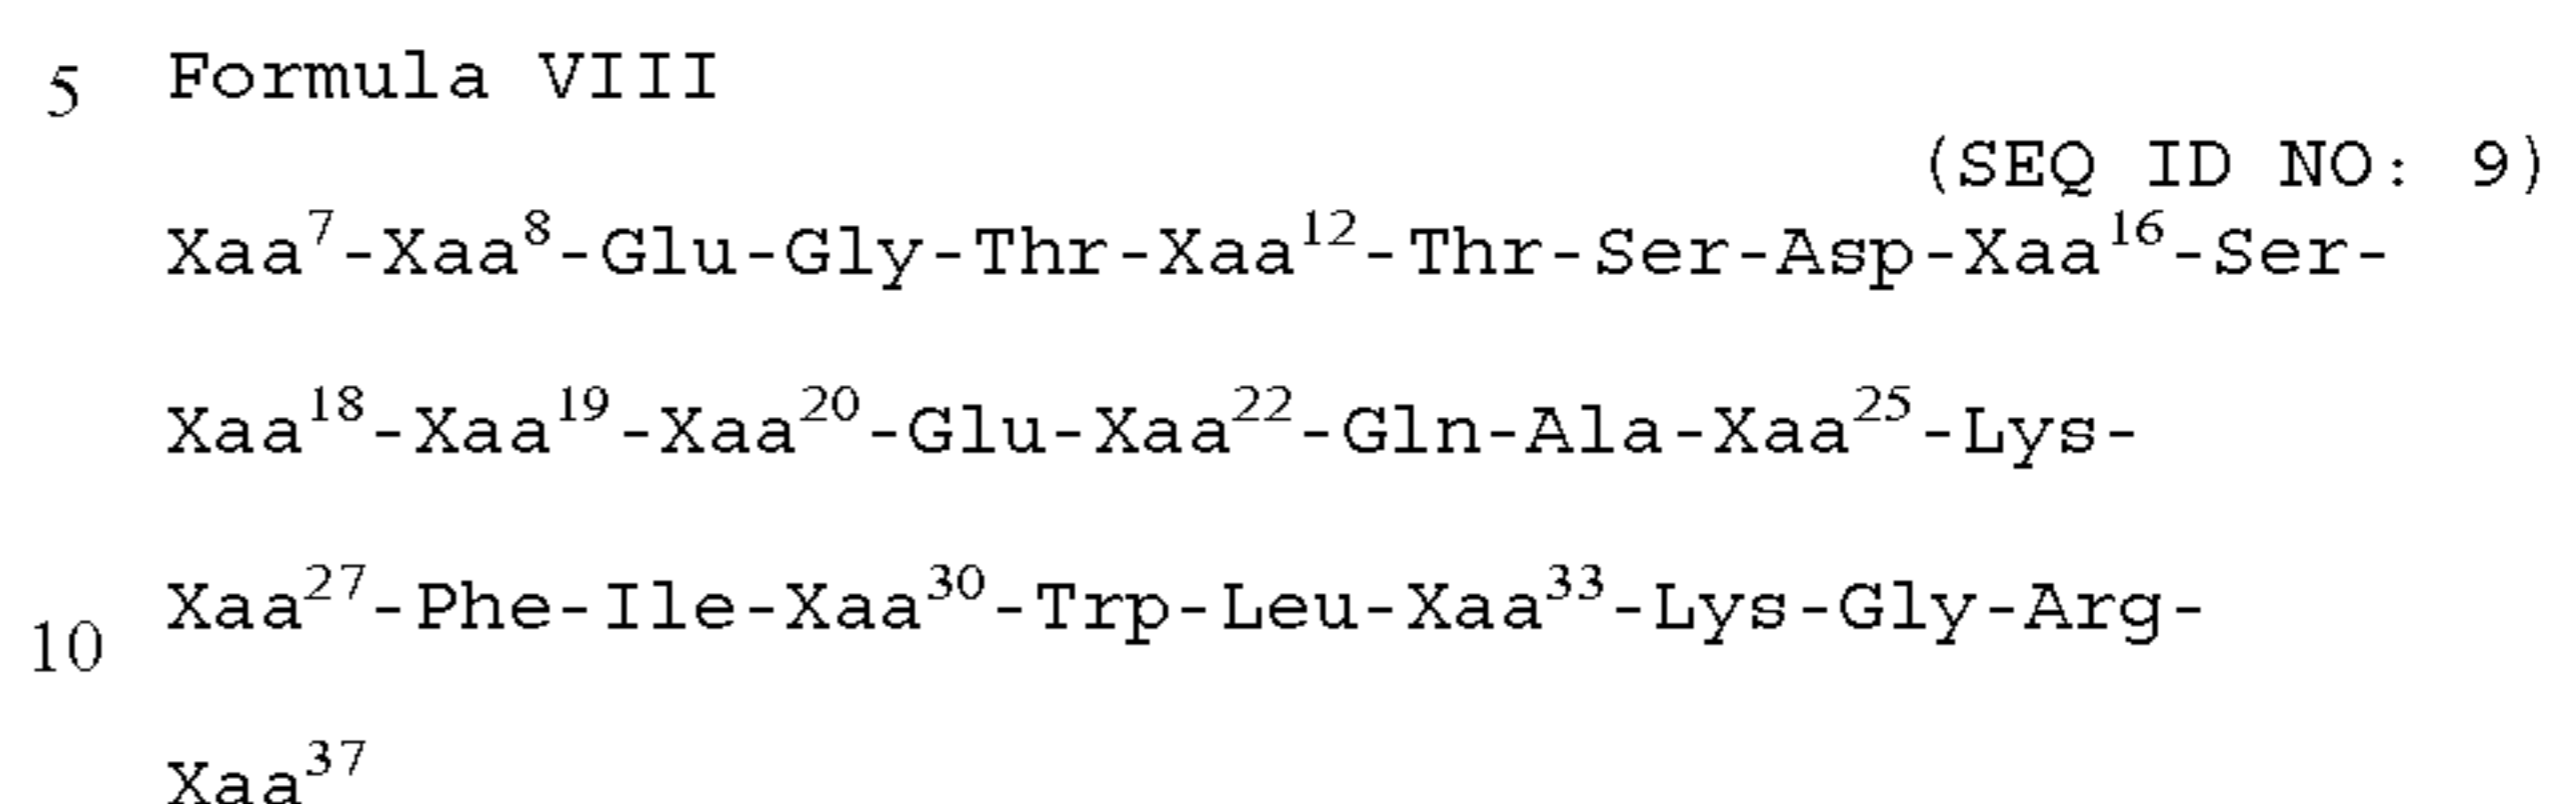 5 Formula VIII
(SEQ ID NO: 9)
Xaa⁷-Xaa⁸-Glu-Gly-Thr-Xaa¹²-Thr-Ser-Asp-Xaa¹⁶-Ser-
Xaa¹⁸-Xaa¹⁹-Xaa²⁰-Glu-Xaa²²-Gln-Ala-Xaa²⁵-Lys-
10 Xaa²⁷-Phe-Ile-Xaa³⁰-Trp-Leu-Xaa³³-Lys-Gly-Arg-
Xaa³⁷